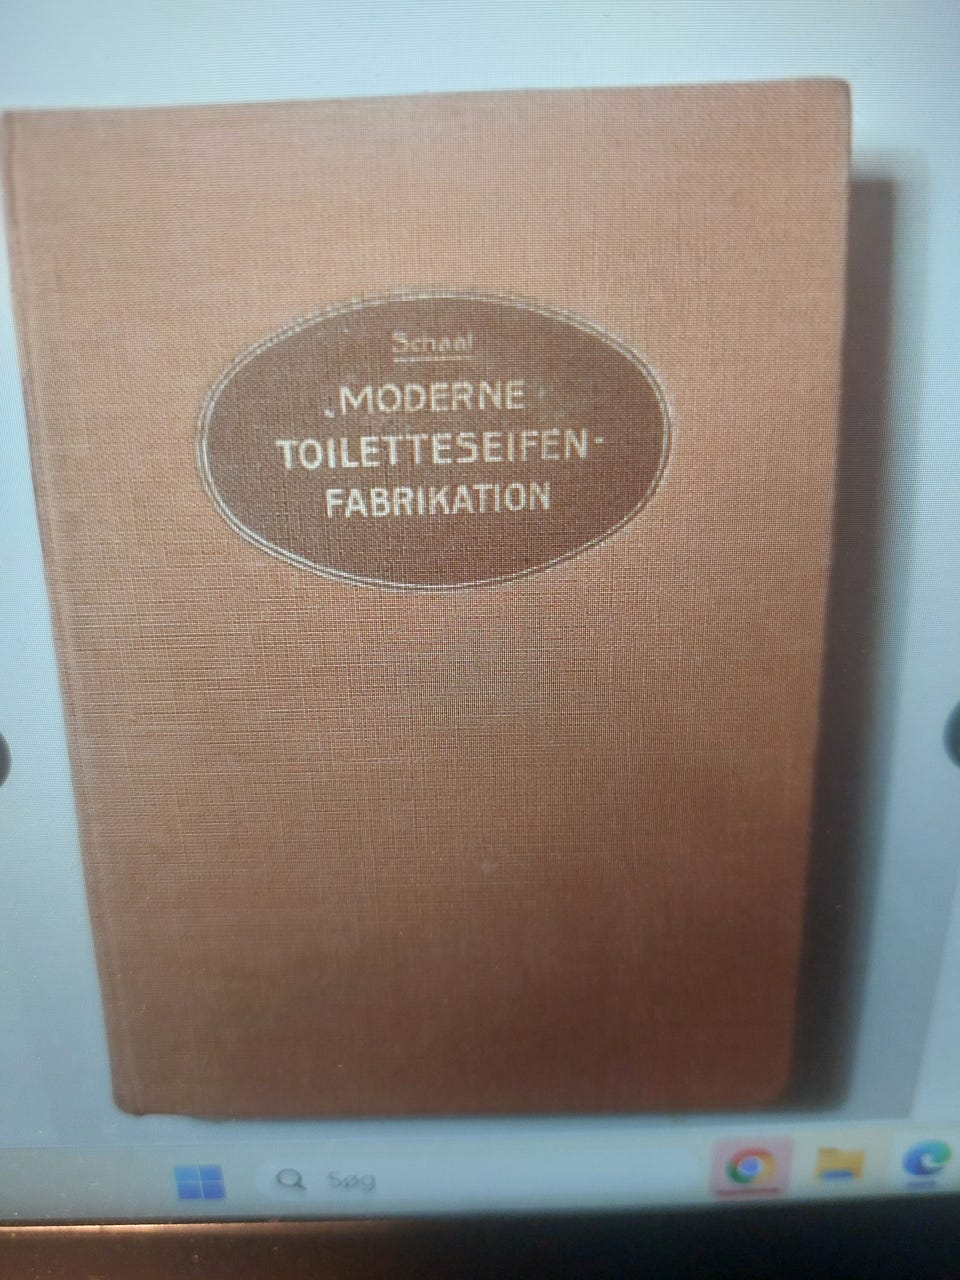 Schaal
MODERNE
TOILETTESEIFEN-
FABRIKATION
Søg